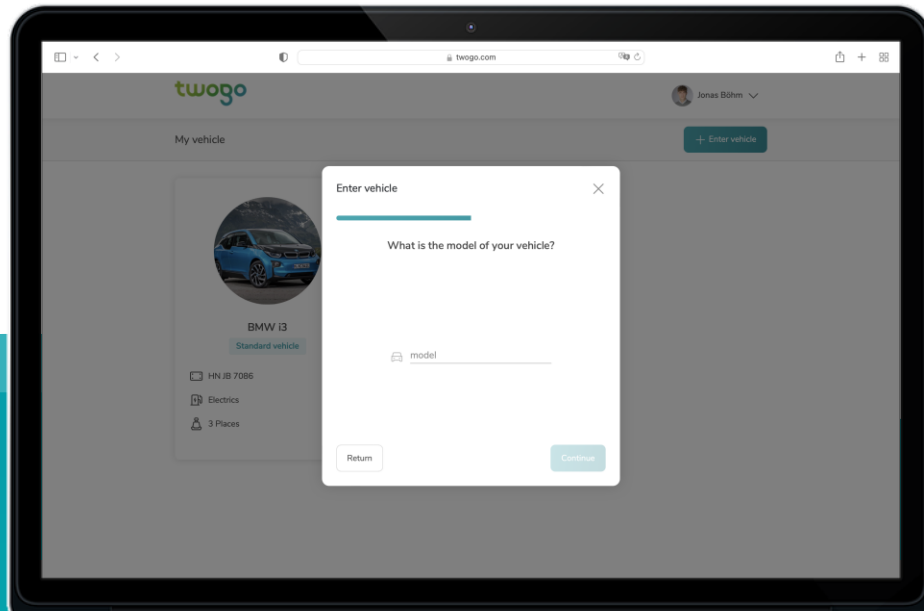 twogo.com
twogo
Jonas Böhm
My vehicle
+ Enter vehicle
Enter vehicle
What is the model of your vehicle?
BMW i3
Standard vehicle
model
HN JB 7086
Electrics
3 Places
Return
Continue